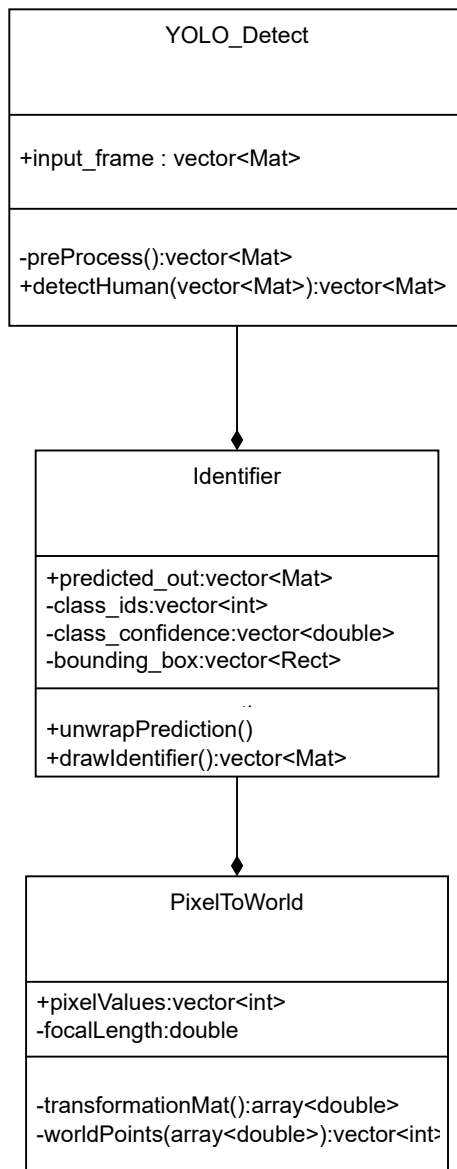 YOLO_Detect
+input_frame : vector<Mat>
-preProcess():vector<Mat>
+detectHuman(vector<Mat>):vector<Mat>
Identifier
+predicted_out:vector<Mat>
-class_ids:vector<int>
-class_confidence:vector<double>
-bounding_box:vector<Rect>
+unwrapPrediction()
+drawIdentifier():vector<Mat>
PixelToWorld
+pixelValues:vector<int>
-focalLength:double
-transformationMat():array<double>
-worldPoints(array<double>):vector<int>